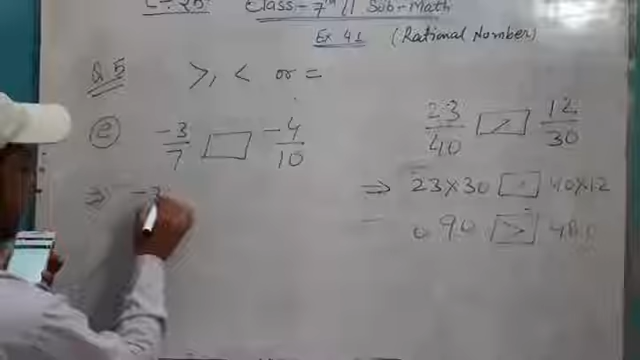 Class - 7th // Sub - Math
Ex 4.1 (Rational Number)
Q.5 >, < or =
(e) -3/7 □ -4/10
⇒ -3
23/40 > 12/30
⇒ 23×30 □ 40×12
690 > 480